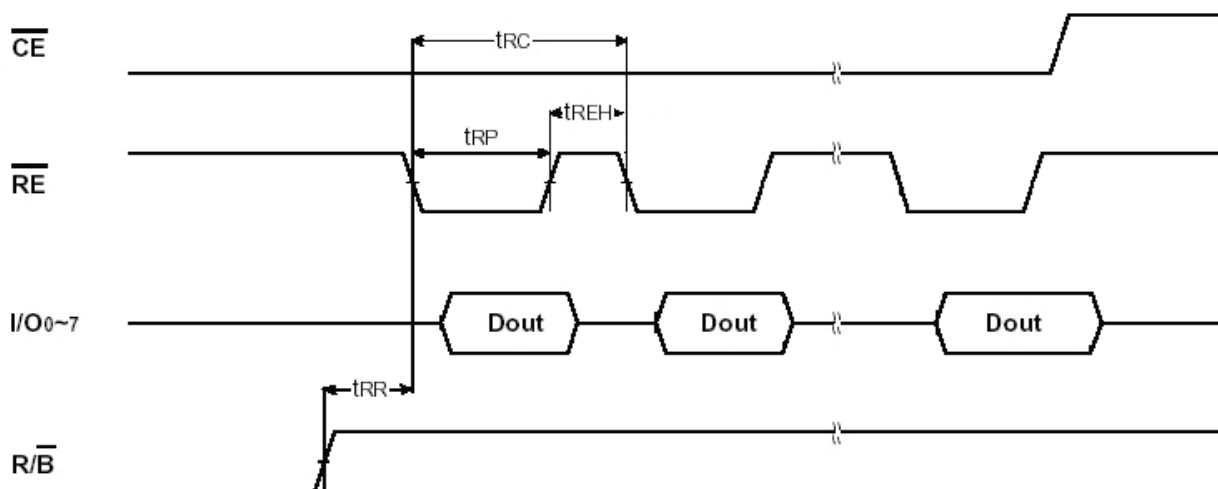 CE
tRC
tREH
tRP
RE
I/O0~7
Dout
Dout
Dout
tRR
R/B